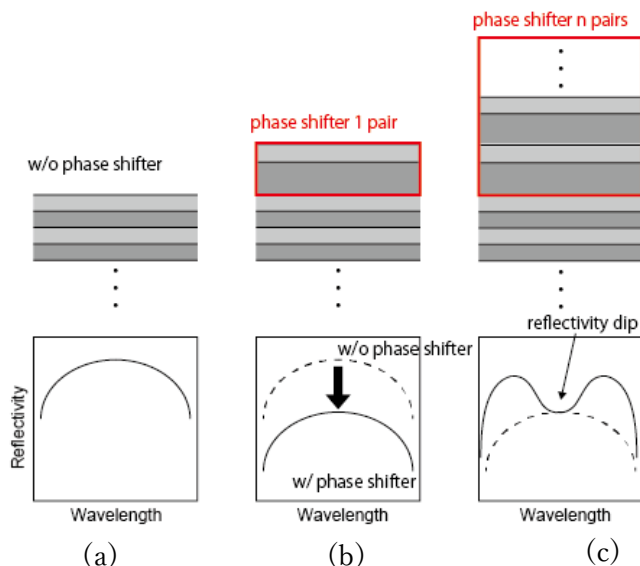 phase shifter n pairs
phase shifter 1 pair
w/o phase shifter
reflectivity dip
w/o phase shifter
w/ phase shifter
Reflectivity
Wavelength
Wavelength
Wavelength
(a)
(b)
(c)